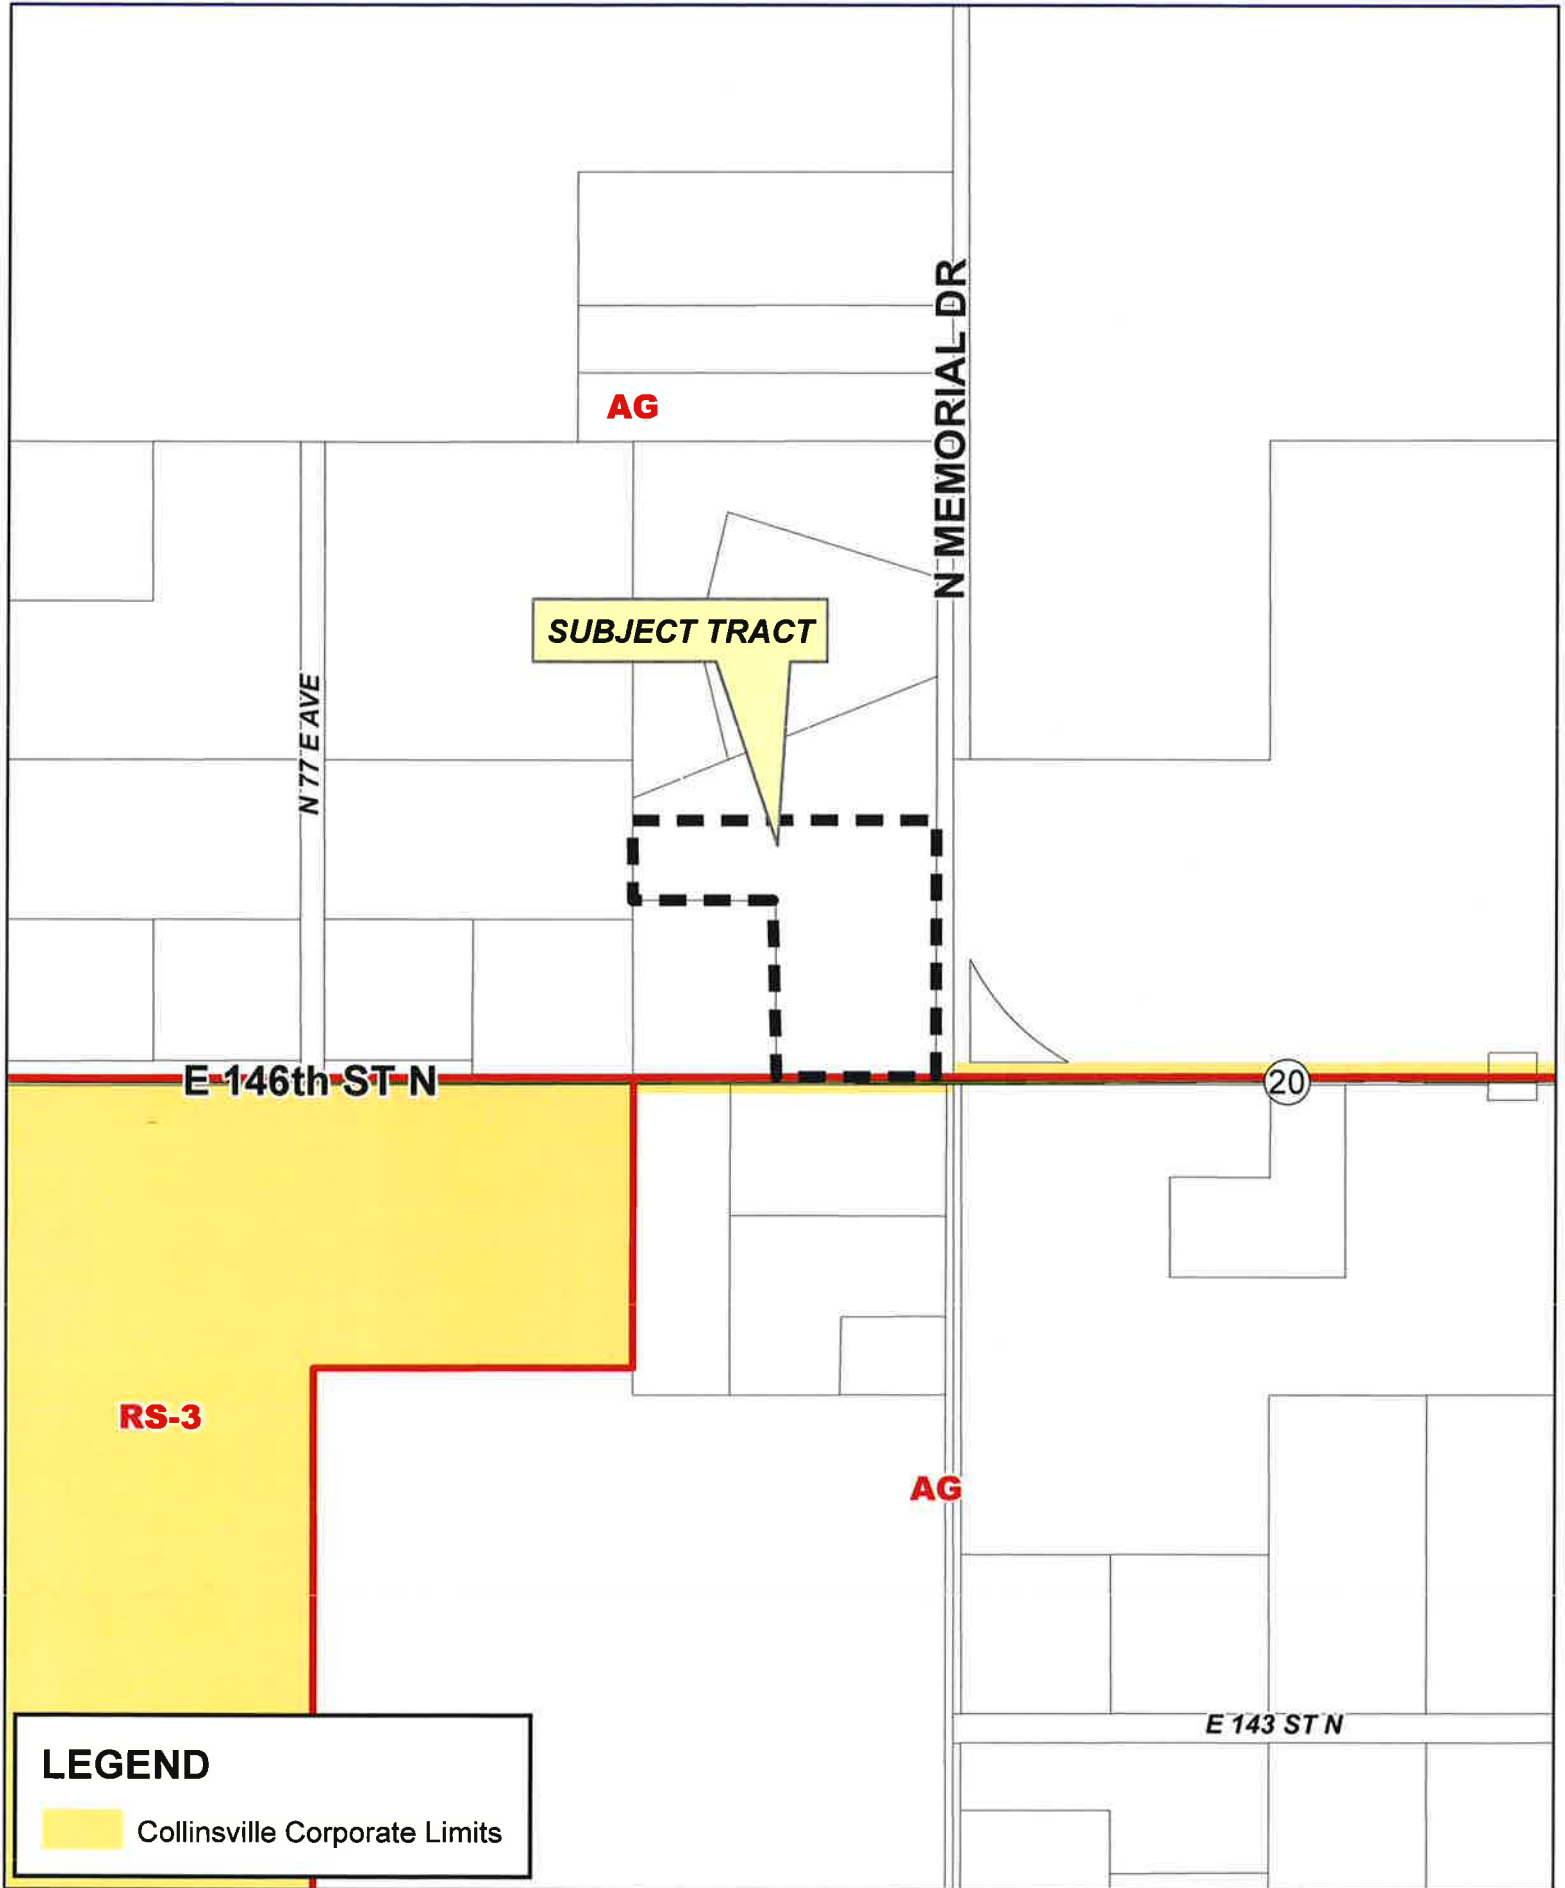 N MEMORIAL DR
AG
SUBJECT TRACT
N 77 E AVE
E 146th ST N
20
RS-3
AG
E 143 ST N
LEGEND
Collinsville Corporate Limits